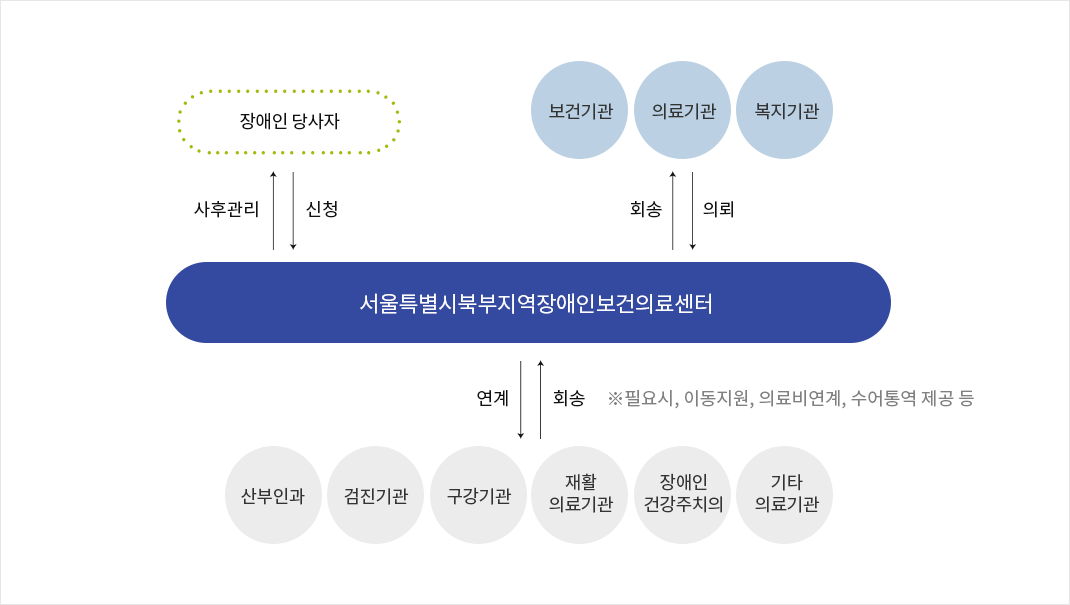 장애인 당사자
보건기관
의료기관
복지기관
사후관리
신청
회송
의뢰
서울특별시북부지역장애인보건의료센터
연계
회송
※필요시, 이동지원, 의료비연계, 수어통역 제공 등
산부인과
검진기관
구강기관
재활
의료기관
장애인
건강주치의
기타
의료기관